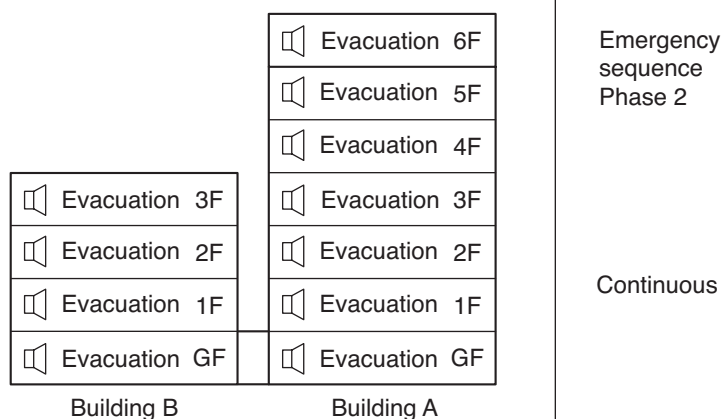 Evacuation 6F
Evacuation 5F
Evacuation 4F
Evacuation 3F Evacuation 3F
Evacuation 2F Evacuation 2F
Evacuation 1F Evacuation 1F
Evacuation GF Evacuation GF
Building B Building A
Emergency
sequence
Phase 2
Continuous